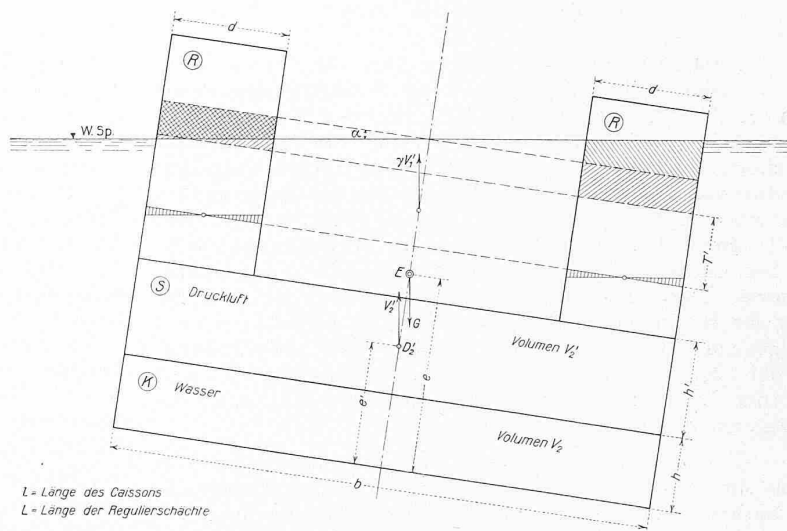 d
R
d
R
W. Sp.
α
γV₁'
T'
E
S Druckluft
V₂'
G
D₂'
Volumen V₂'
e
e'
h'
K Wasser
Volumen V₂
h
b
l = Länge des Caissons
L = Länge der Regulierschächte